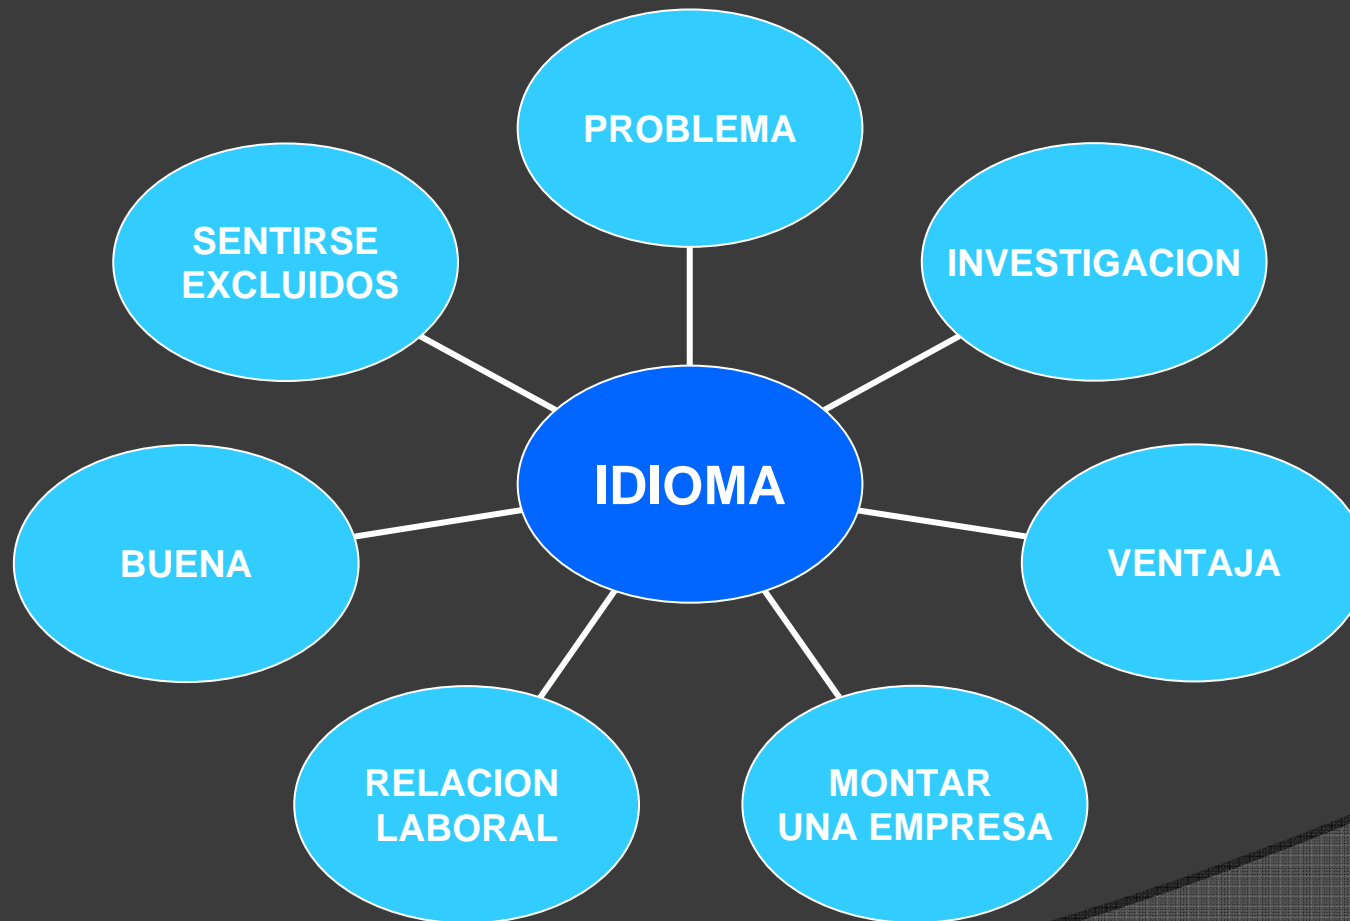 PROBLEMA
SENTIRSE
EXCLUIDOS
INVESTIGACION
IDIOMA
BUENA
VENTAJA
RELACION
LABORAL
MONTAR
UNA EMPRESA